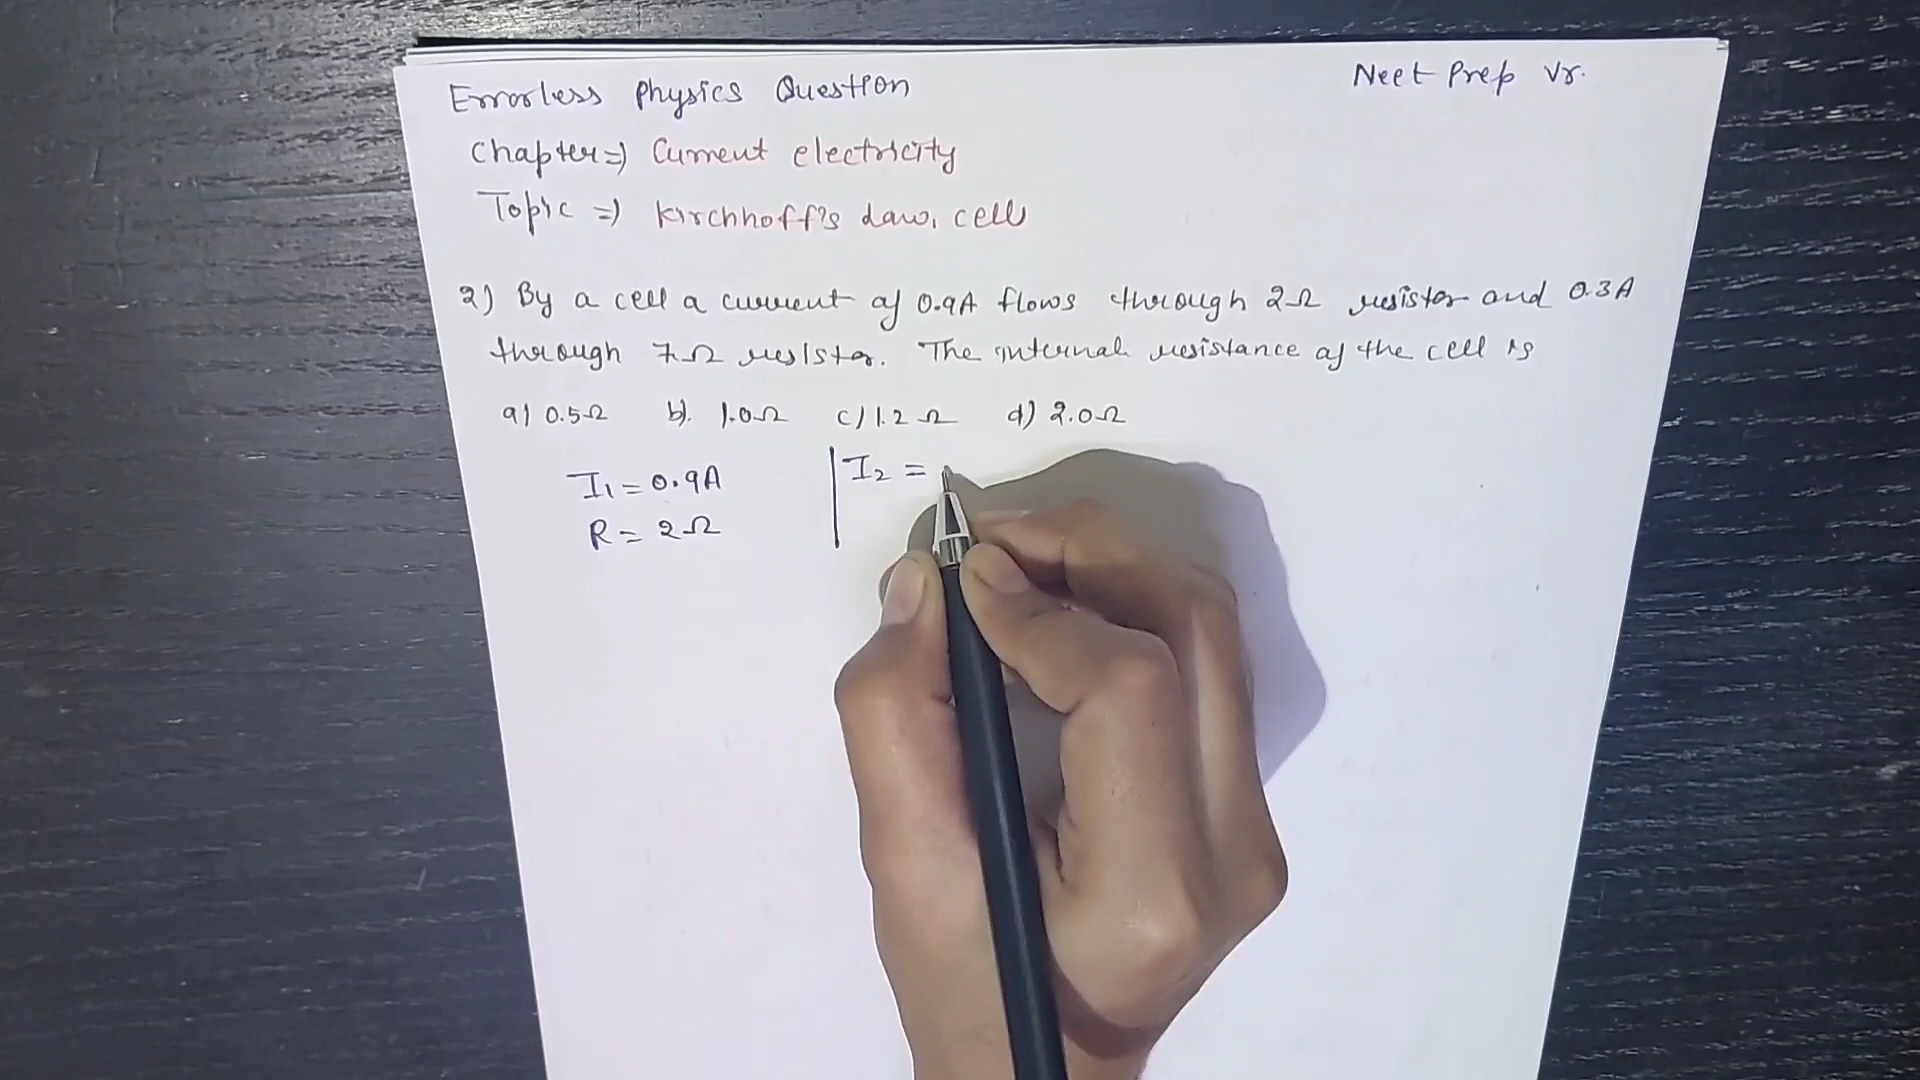 Errorless Physics Question
Neet Prep Vr.
Chapter => Current electricity
Topic => Kirchhoff's Law, cell
2) By a cell a current of 0.9A flows through 2Ω resistor and 0.3A
through 7Ω resistor. The internal resistance of the cell is
a) 0.5Ω b). 1.0Ω c) 1.2 Ω d) 2.0Ω
I₁ = 0.9A | I₂ =
R = 2Ω